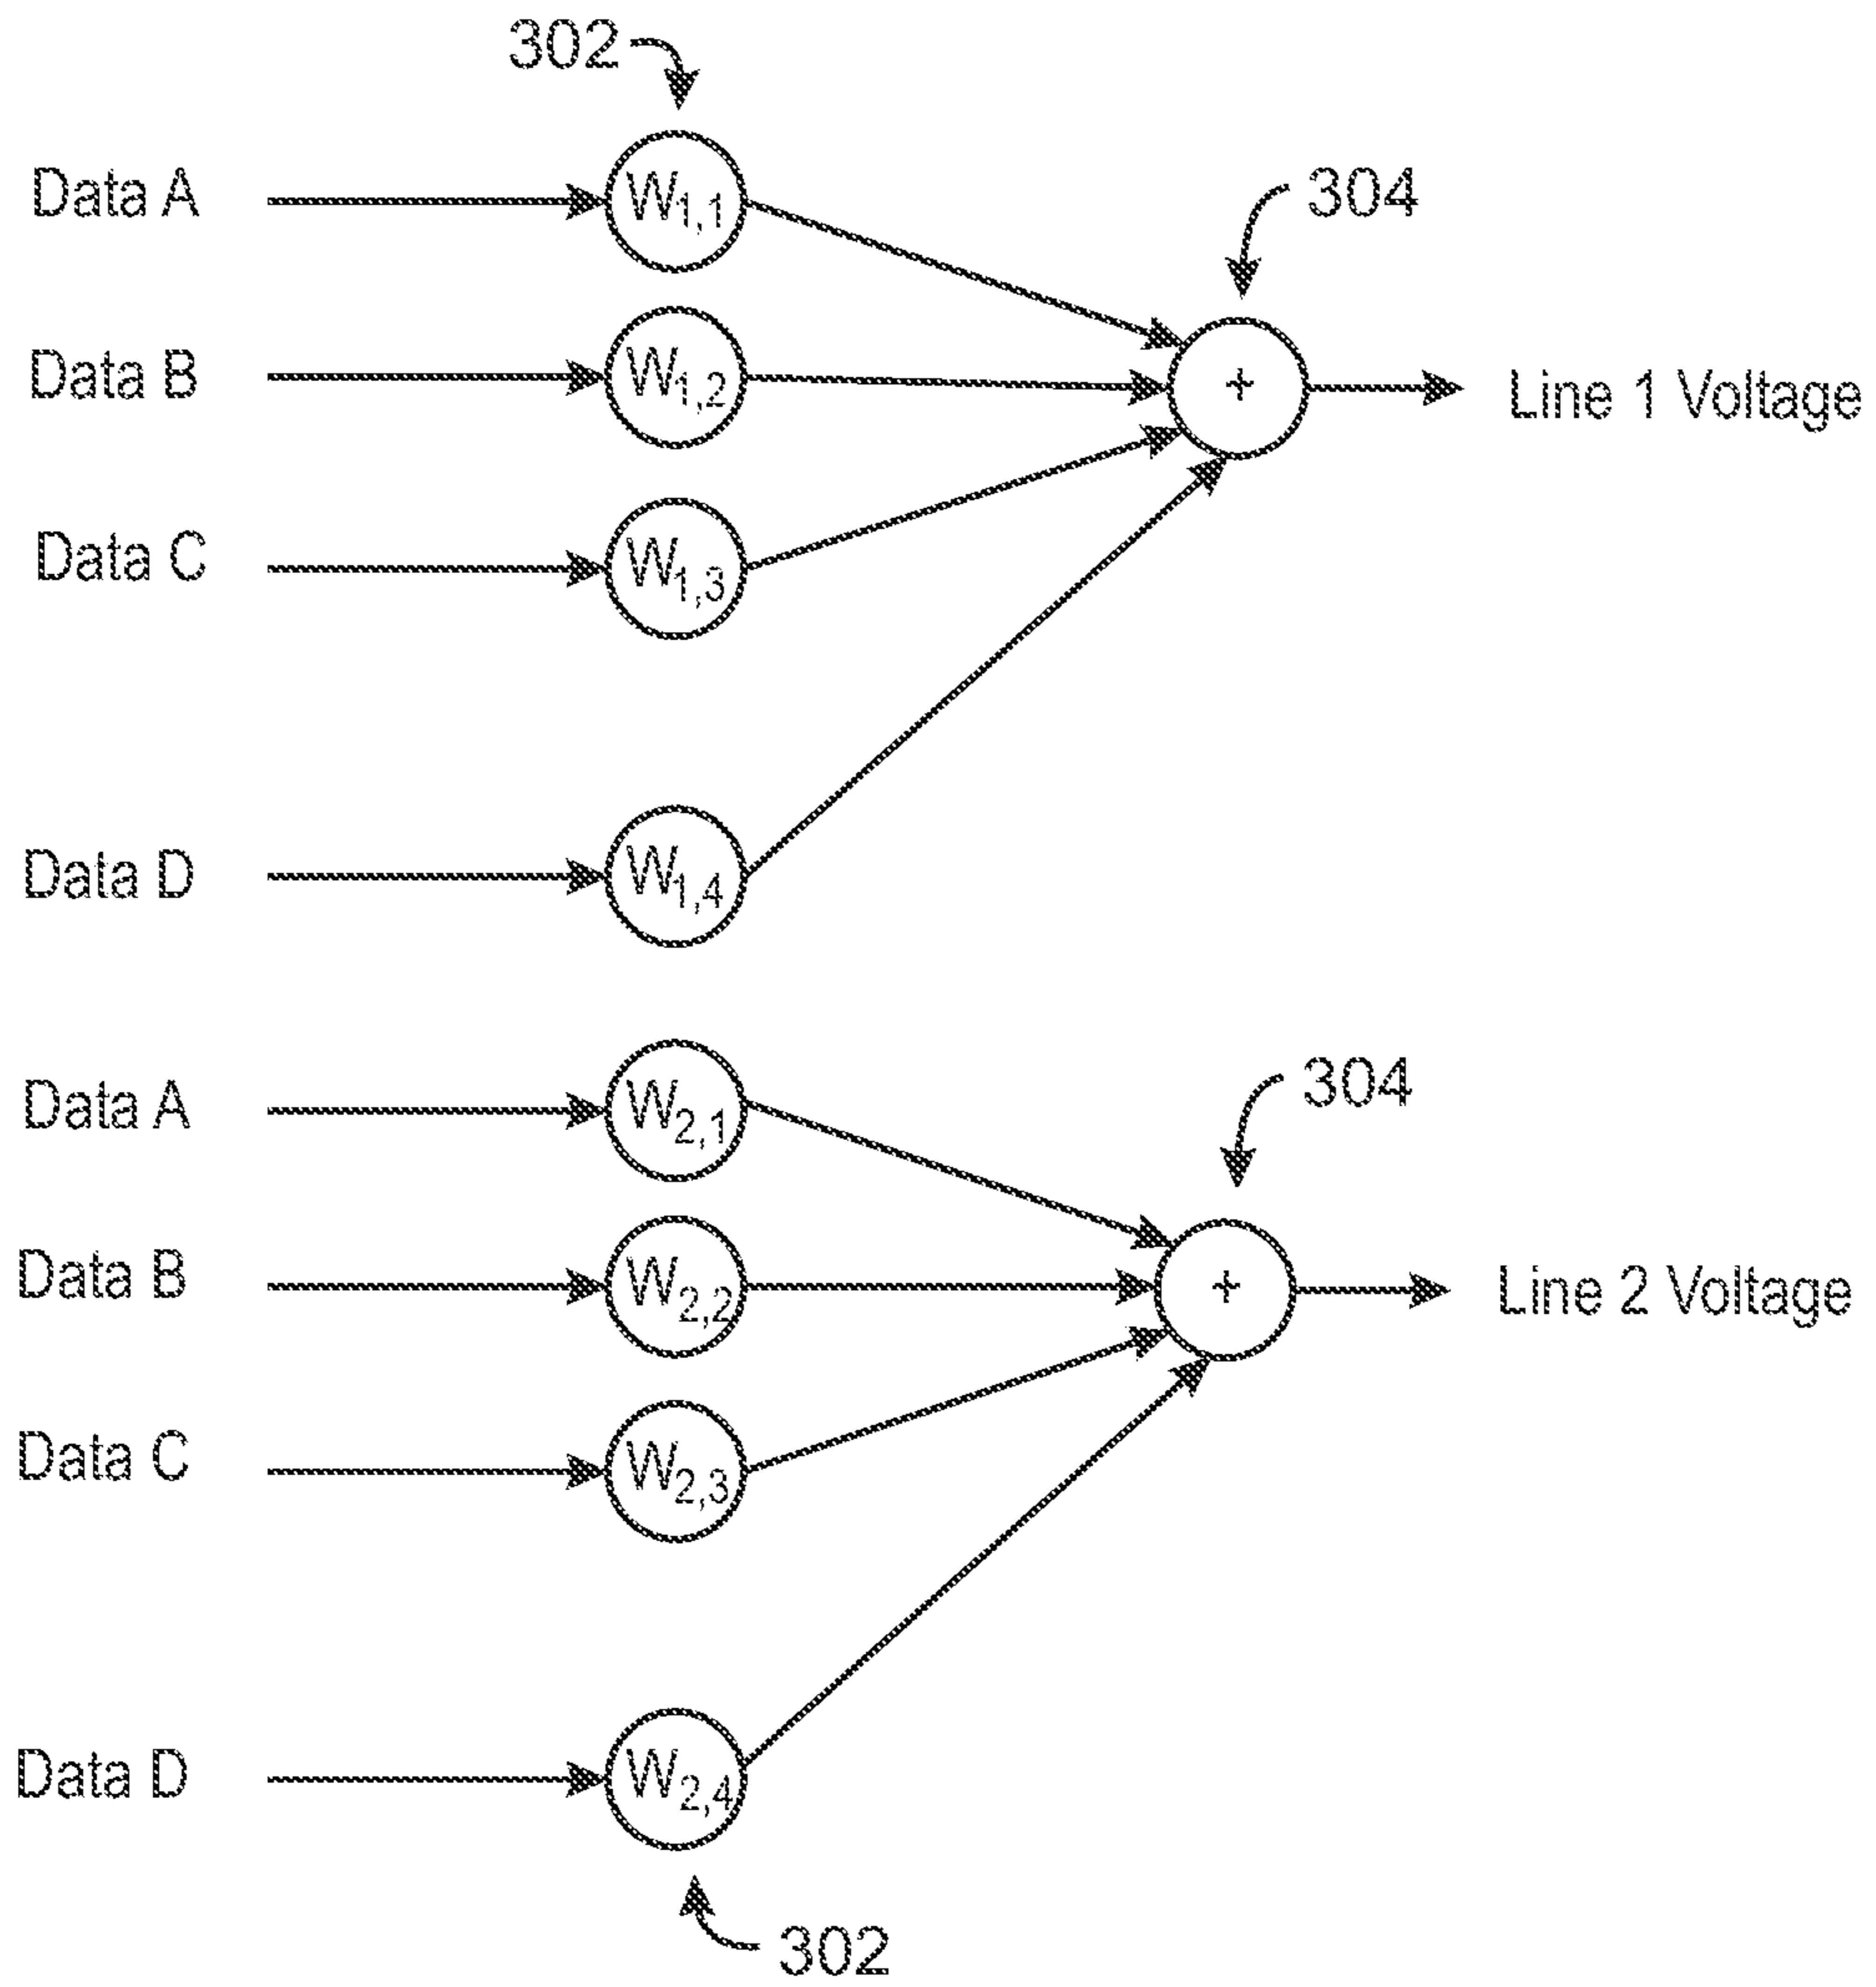 302
Data A
W1,1
304
Data B
W1,2
+
Line 1 Voltage
Data C
W1,3
Data D
W1,4
Data A
W2,1
304
Data B
W2,2
+
Line 2 Voltage
Data C
W2,3
Data D
W2,4
302